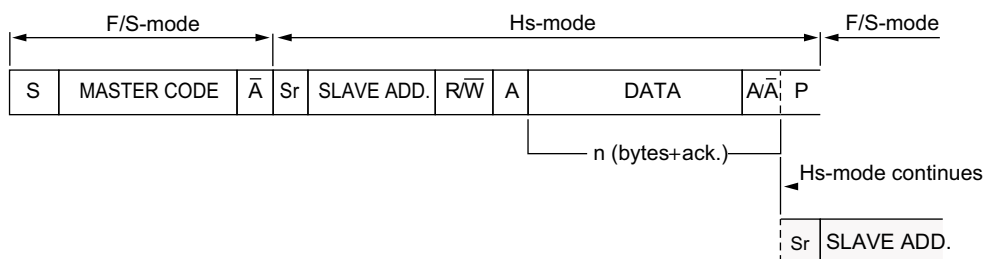 F/S-mode Hs-mode F/S-mode
S MASTER CODE A̅ Sr SLAVE ADD. R/W̅ A DATA A/A̅ P
n (bytes+ack.)
Hs-mode continues
Sr SLAVE ADD.